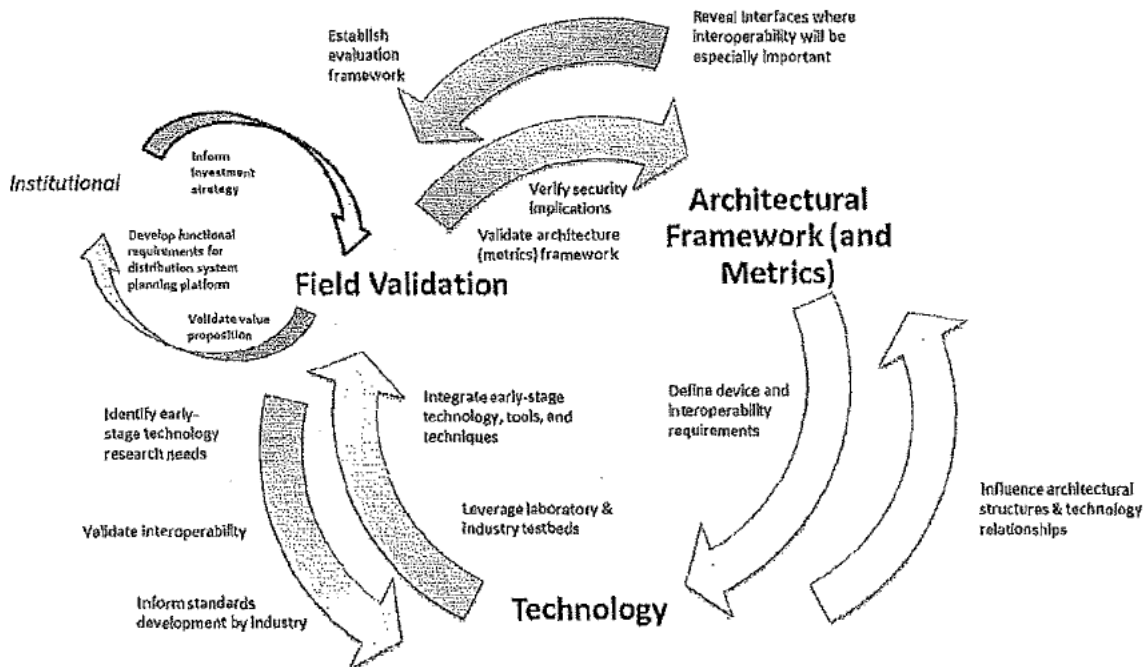 Establish
evaluation
framework
Reveal interfaces where
interoperability will be
especially important
Institutional
Inform
investment
strategy
Verify security
implications
Validate architecture
(metrics) framework
Architectural
Framework (and
Metrics)
Develop functional
requirements for
distribution system
planning platform
Field Validation
Validate value
proposition
Identify early-
stage technology
research needs
Integrate early-stage
technology, tools, and
techniques
Define device and
interoperability
requirements
Validate interoperability
Leverage laboratory &
industry testbeds
Influence architectural
structures & technology
relationships
Inform standards
development by industry
Technology